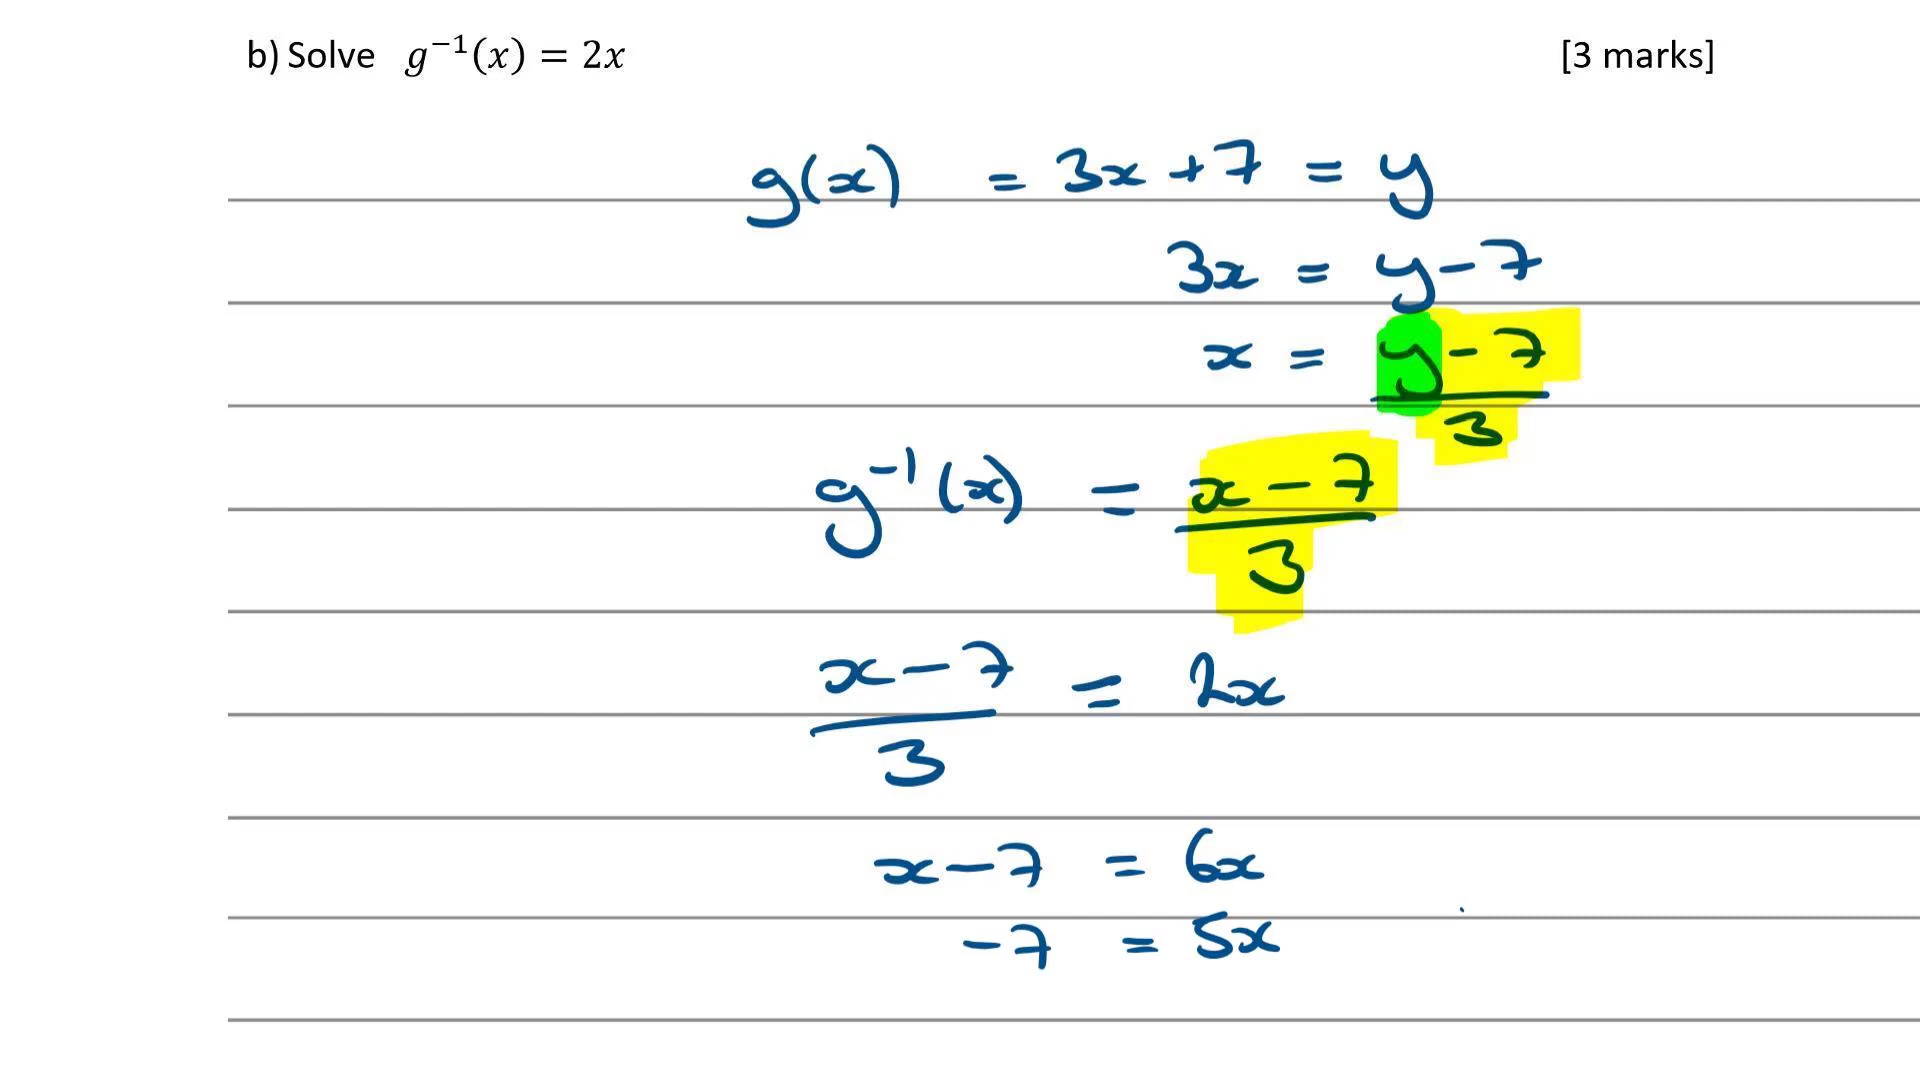 b) Solve g⁻¹(x) = 2x [3 marks]
g(x) = 3x + 7 = y
3x = y - 7
x = (y - 7)/3
g⁻¹(x) = (x - 7)/3
(x - 7)/3 = 2x
x - 7 = 6x
-7 = 5x